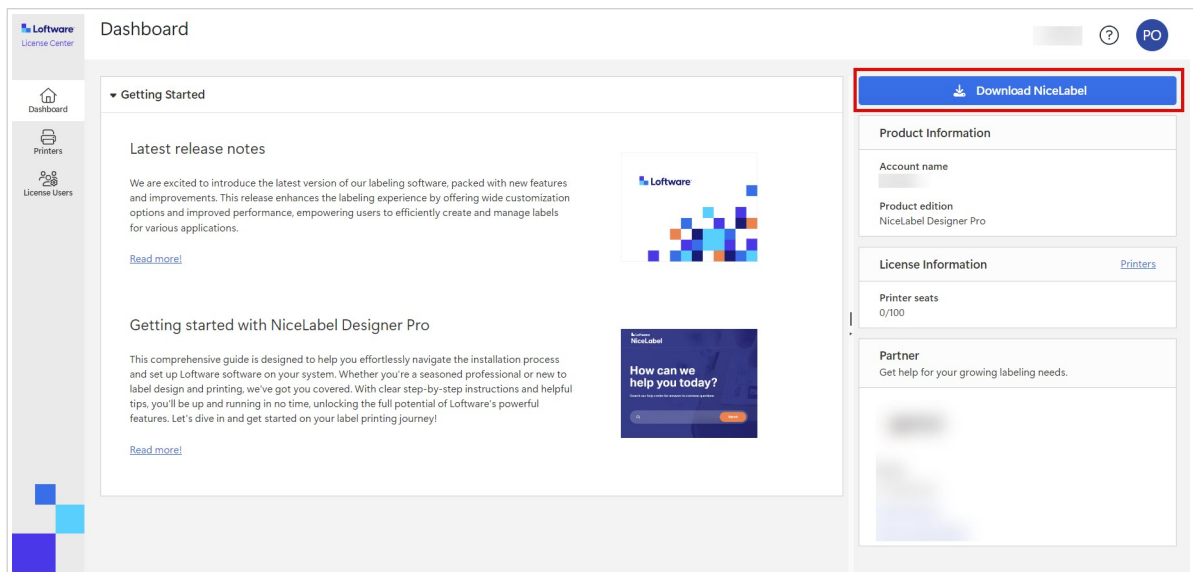 Loftware
License Center
Dashboard
?
PO
Dashboard
Printers
License Users
Getting Started
Latest release notes
We are excited to introduce the latest version of our labeling software, packed with new features
and improvements. This release enhances the labeling experience by offering wide customization
options and improved performance, empowering users to efficiently create and manage labels
for various applications.
Read more!
Loftware
Getting started with NiceLabel Designer Pro
This comprehensive guide is designed to help you effortlessly navigate the installation process
and set up Loftware software on your system. Whether you're a seasoned professional or new to
label design and printing, we've got you covered. With clear step-by-step instructions and helpful
tips, you'll be up and running in no time, unlocking the full potential of Loftware's powerful
features. Let's dive in and get started on your label printing journey!
Read more!
NiceLabel
How can we
help you today?
Download NiceLabel
Product Information
Account name
Product edition
NiceLabel Designer Pro
License Information
Printers
Printer seats
0/100
Partner
Get help for your growing labeling needs.